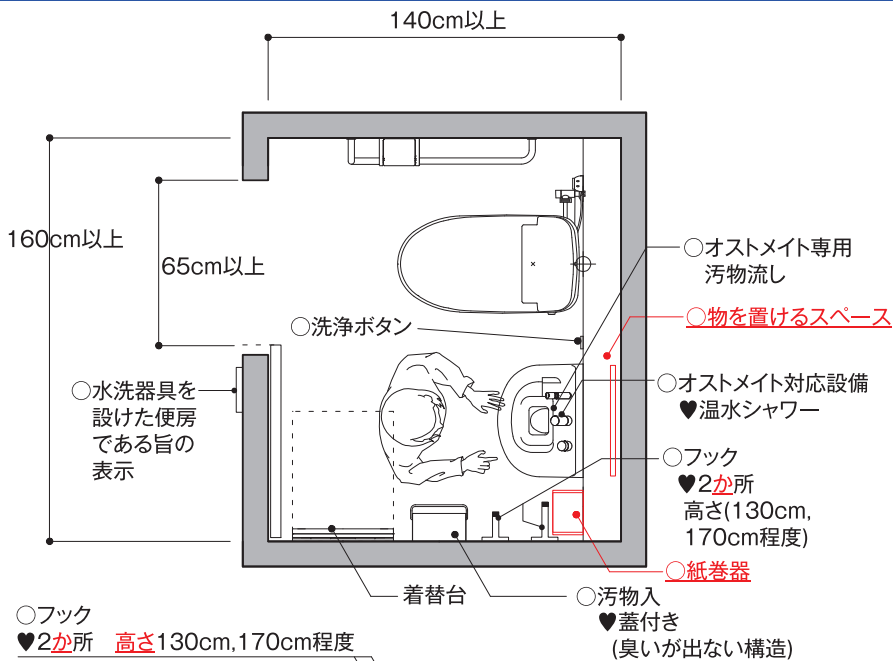 140cm以上
160cm以上
65cm以上
○オストメイト専用
汚物流し
○物を置けるスペース
○洗浄ボタン
○水洗器具を
設けた便房
である旨の
表示
○オストメイト対応設備
♥温水シャワー
○フック
♥2か所
高さ(130cm,
170cm程度)
○紙巻器
着替台
○汚物入
♥蓋付き
(臭いが出ない構造)
○フック
♥2か所 高さ130cm,170cm程度